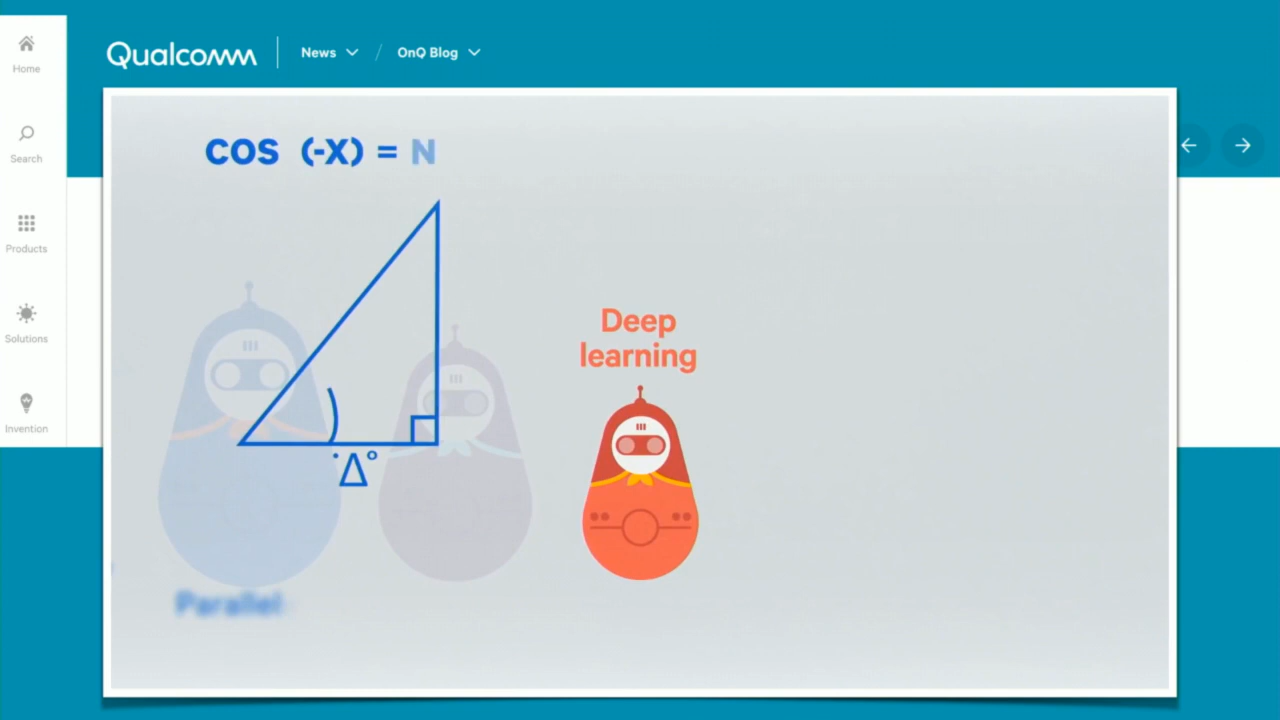 Qualcomm
News
OnQ Blog
Home
Search
Products
Solutions
Invention
COS (-X) = N
Δ°
Deep
learning
Parallel